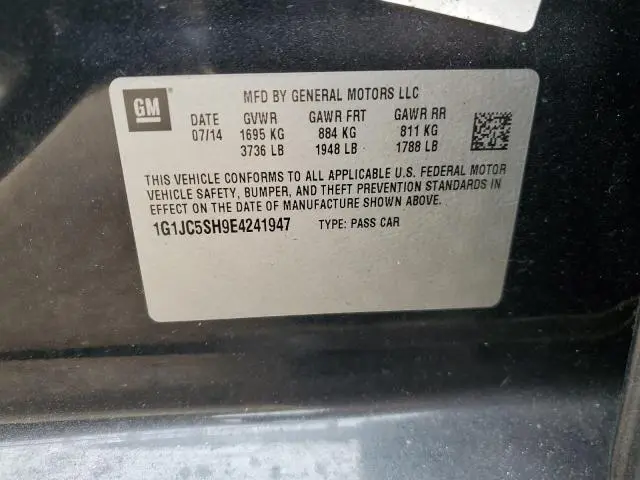 GM
MFD BY GENERAL MOTORS LLC
DATE GVWR GAWR FRT GAWR RR
07/14 1695 KG 884 KG 811 KG
3736 LB 1948 LB 1788 LB
THIS VEHICLE CONFORMS TO ALL APPLICABLE U.S. FEDERAL MOTOR
VEHICLE SAFETY, BUMPER, AND THEFT PREVENTION STANDARDS IN
EFFECT ON THE DATE OF MANUFACTURE SHOWN ABOVE.
1G1JC5SH9E4241947 TYPE: PASS CAR